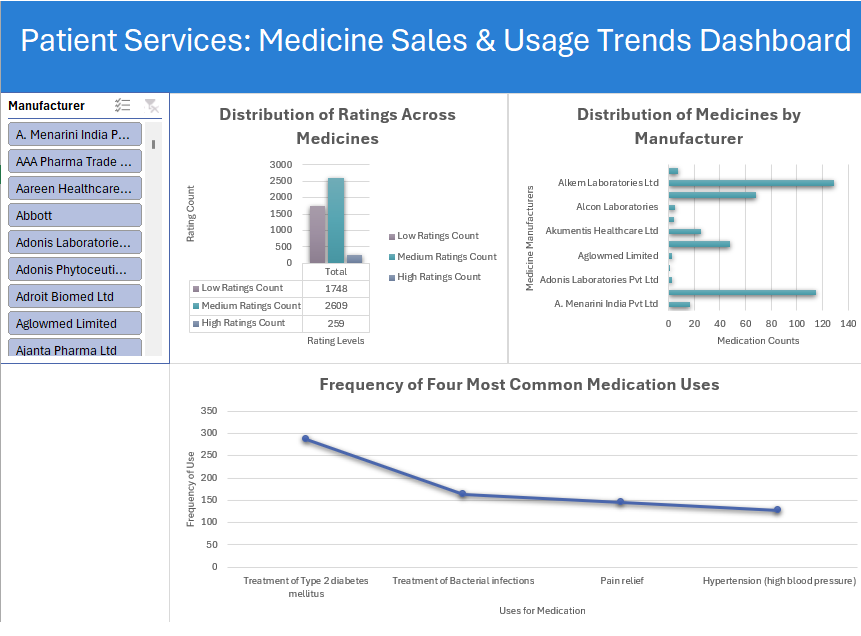 Patient Services: Medicine Sales & Usage Trends Dashboard
Manufacturer
A. Menarini India P...
AAA Pharma Trade ...
Aareen Healthcare...
Abbott
Adonis Laboratorie...
Adonis Phytoceuti...
Adroit Biomed Ltd
Aglowmed Limited
Ajanta Pharma Ltd
Distribution of Ratings Across
Medicines
Rating Count
3000
2500
2000
1500
1000
500
0
Total
Low Ratings Count 1748
Medium Ratings Count 2609
High Ratings Count 259
Rating Levels
Low Ratings Count
Medium Ratings Count
High Ratings Count
Distribution of Medicines by
Manufacturer
Medicine Manufacturers
Alkem Laboratories Ltd
Alcon Laboratories
Akumentis Healthcare Ltd
Aglowmed Limited
Adonis Laboratories Pvt Ltd
A. Menarini India Pvt Ltd
0 20 40 60 80 100 120 140
Medication Counts
Frequency of Four Most Common Medication Uses
Frequency of Use
350
300
250
200
150
100
50
0
Treatment of Type 2 diabetes
mellitus
Treatment of Bacterial infections
Pain relief
Hypertension (high blood pressure)
Uses for Medication